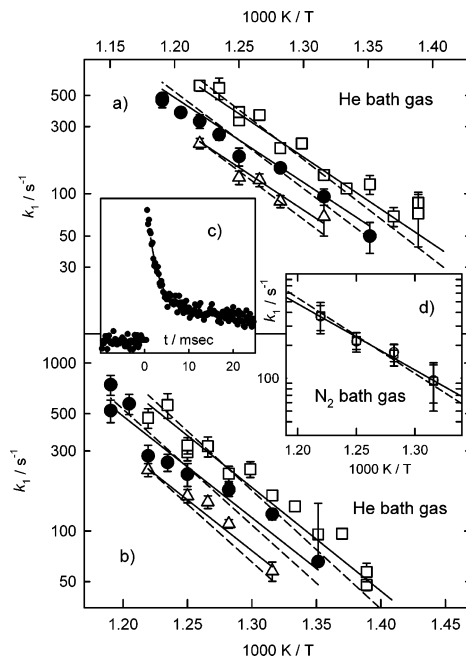 1000 K / T
1.15 1.20 1.25 1.30 1.35 1.40
a)
He bath gas
500
300
100
50
30
k1 / s-1
c)
0 10 20
t / msec
d)
k1 / s-1
100
N2 bath gas
1.20 1.25 1.30
1000 K / T
1000
500
300
100
50
k1 / s-1
He bath gas
b)
1.20 1.25 1.30 1.35 1.40 1.45
1000 K / T